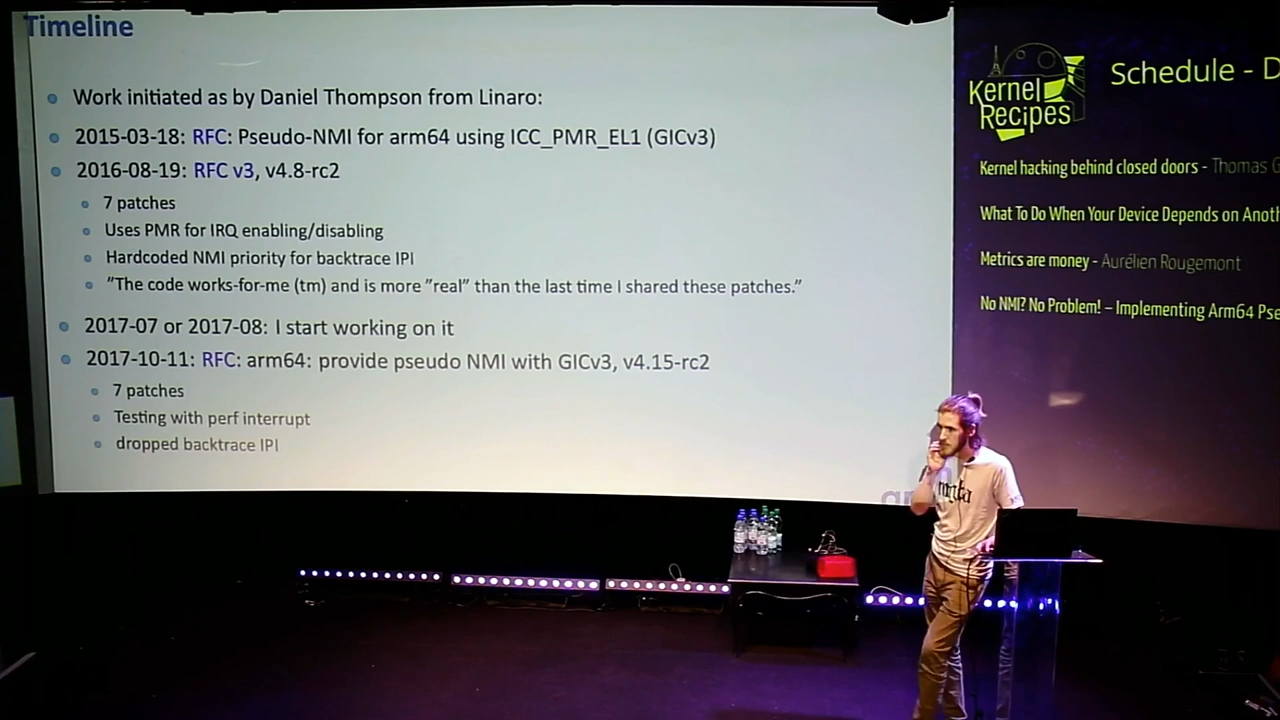 Timeline
Work initiated as by Daniel Thompson from Linaro:
2015-03-18: RFC: Pseudo-NMI for arm64 using ICC_PMR_EL1 (GICv3)
2016-08-19: RFC v3, v4.8-rc2
7 patches
Uses PMR for IRQ enabling/disabling
Hardcoded NMI priority for backtrace IPI
"The code works-for-me (tm) and is more "real" than the last time I shared these patches."
2017-07 or 2017-08: I start working on it
2017-10-11: RFC: arm64: provide pseudo NMI with GICv3, v4.15-rc2
7 patches
Testing with perf interrupt
dropped backtrace IPI
Kernel
Recipes
Schedule - D
Kernel hacking behind closed doors - Thomas G
What To Do When Your Device Depends on Anoth
Metrics are money - Aurélien Rougemont
No NMI? No Problem! – Implementing Arm64 Pse